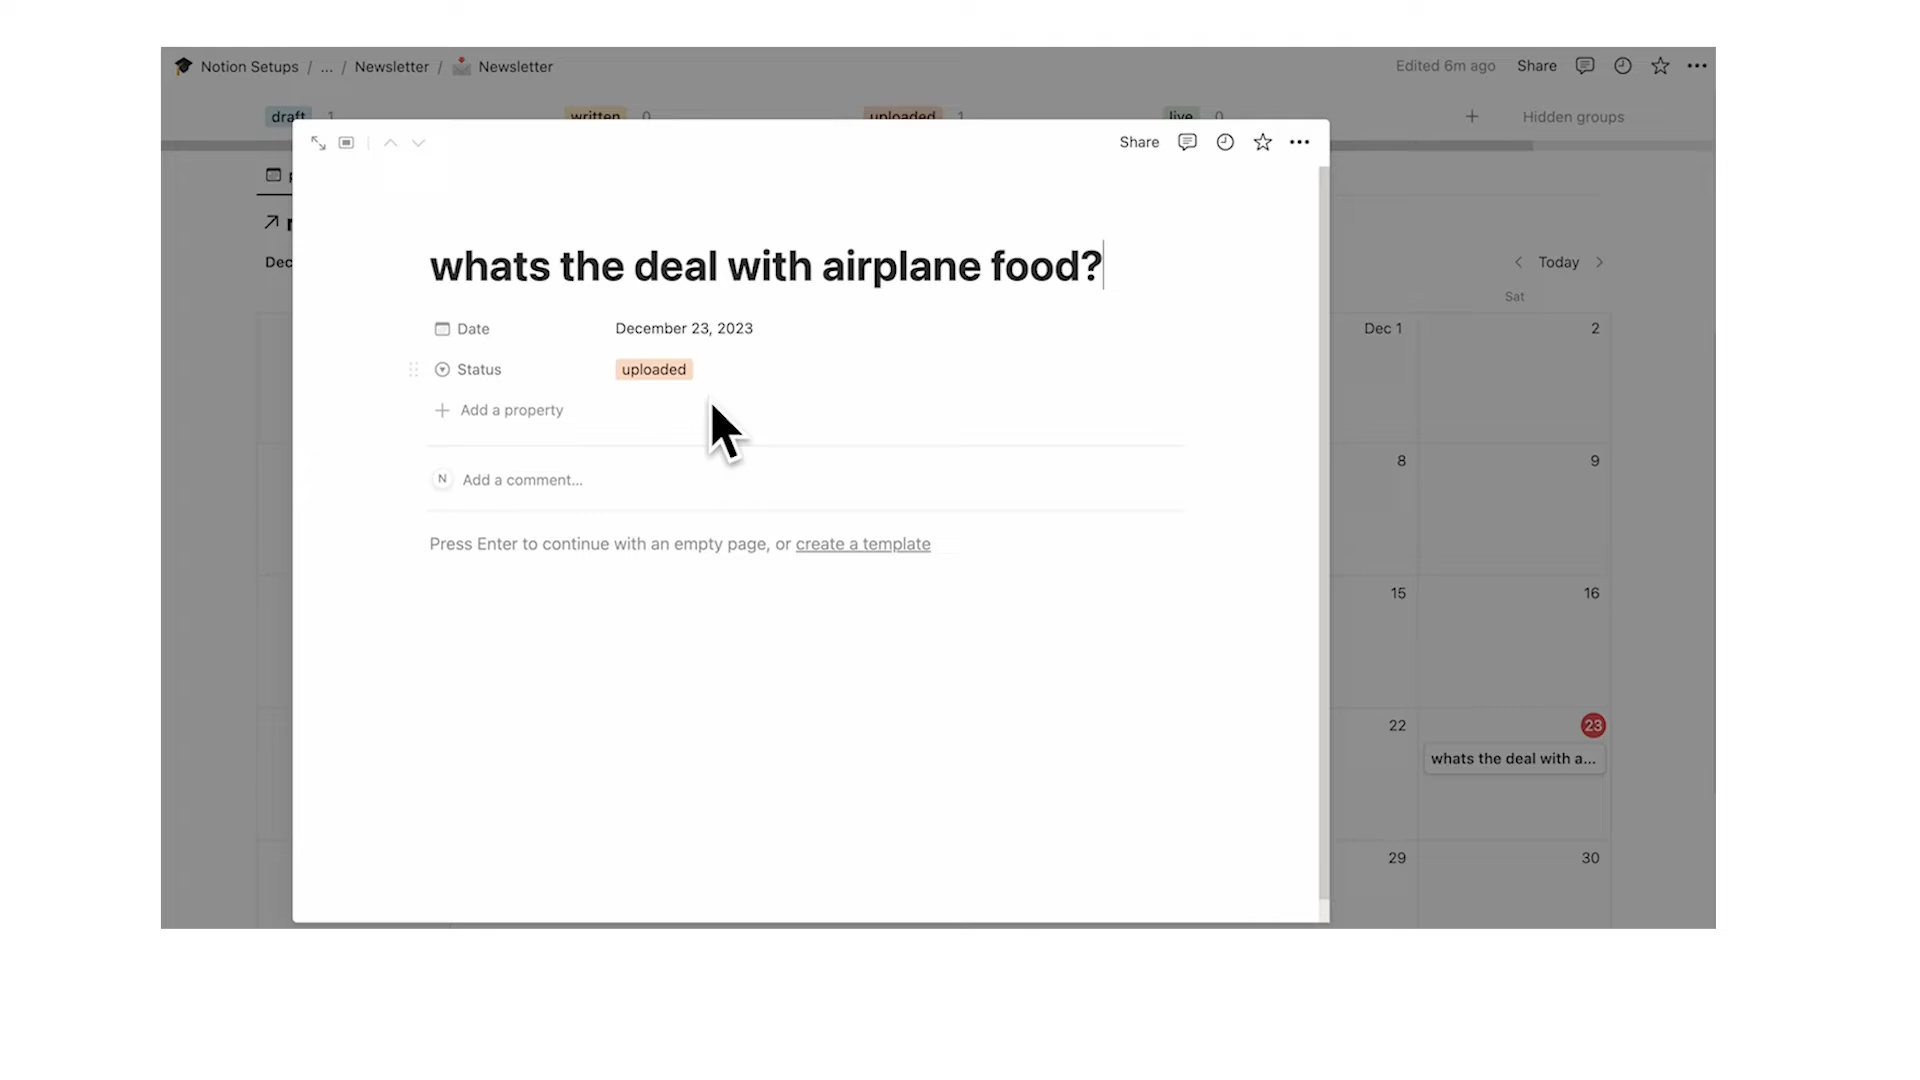 Notion Setups / ... / Newsletter / Newsletter
Edited 6m ago Share
draft 1 written 0 uploaded 1 live 0 Hidden groups
Share
whats the deal with airplane food?
Dec
Today
Sat
Date December 23, 2023
Dec 1 2
Status uploaded
Add a property
8 9
N Add a comment...
Press Enter to continue with an empty page, or create a template
15 16
22 23
whats the deal with a...
29 30